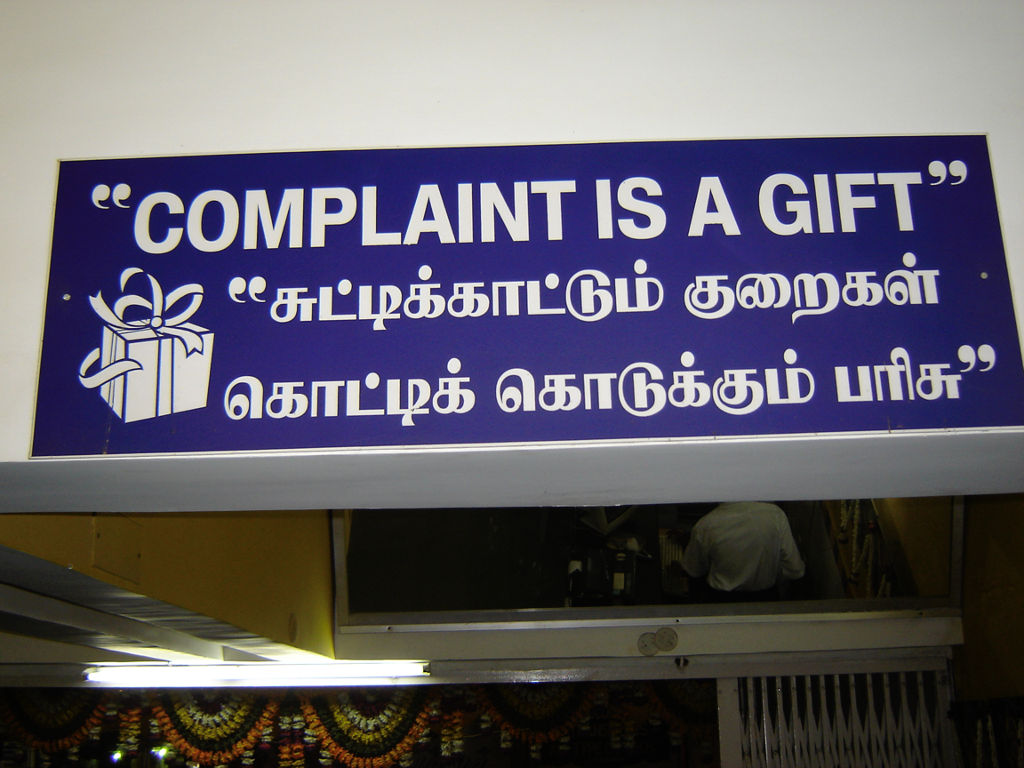 “COMPLAINT IS A GIFT”
“சுட்டிக்காட்டும் குறைகள்
கொட்டிக் கொடுக்கும் பரிசு”